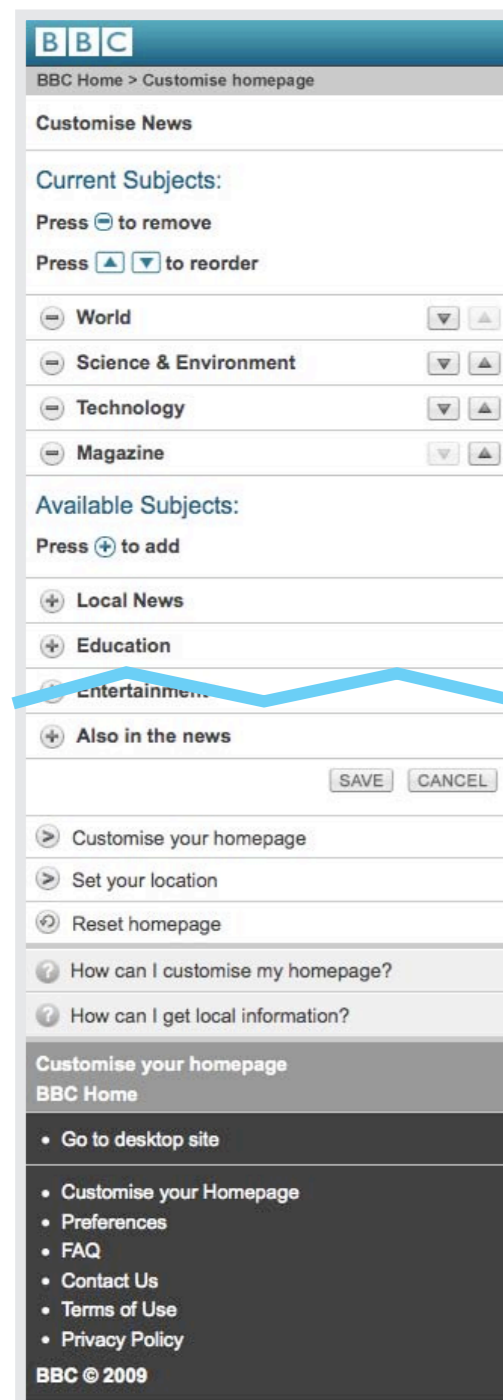 BBC
BBC Home > Customise homepage
Customise News
Current Subjects:
Press to remove
Press to reorder
World
Science & Environment
Technology
Magazine
Available Subjects:
Press to add
Local News
Education
Entertainment
Also in the news
SAVE CANCEL
Customise your homepage
Set your location
Reset homepage
How can I customise my homepage?
How can I get local information?
Customise your homepage
BBC Home
• Go to desktop site
• Customise your Homepage
• Preferences
• FAQ
• Contact Us
• Terms of Use
• Privacy Policy
BBC © 2009